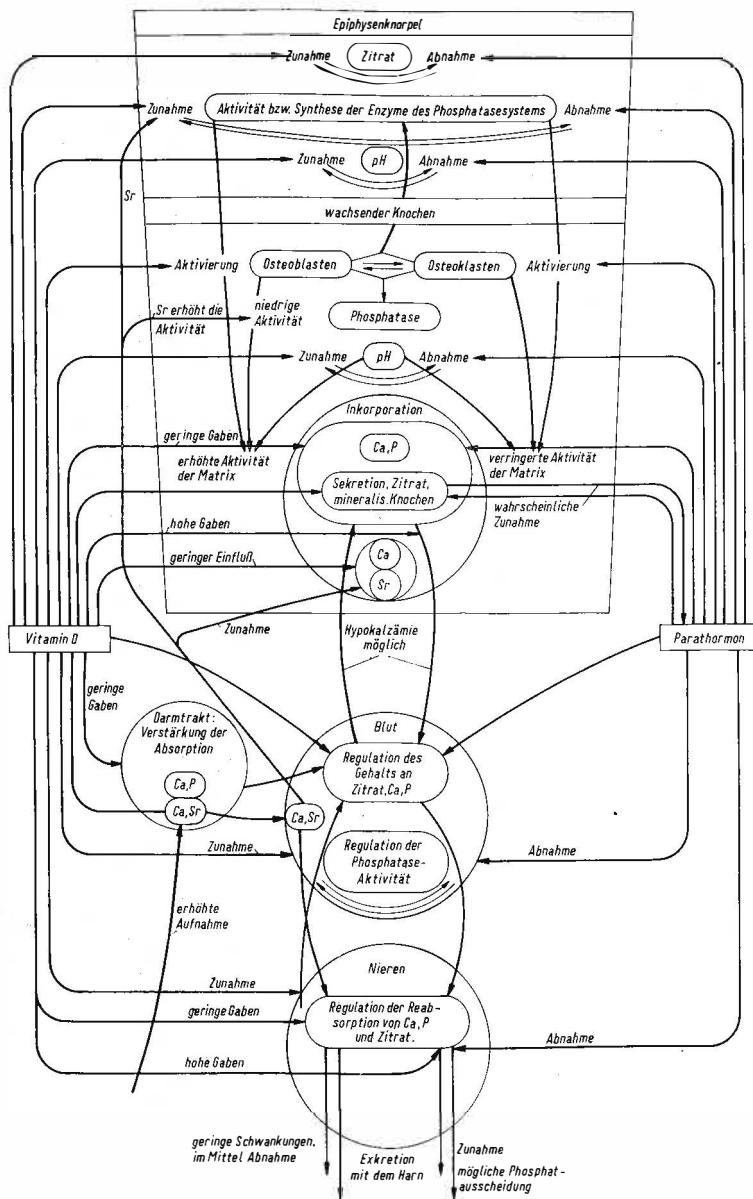 Epiphysenknorpel
Zunahme Zitrat Abnahme
Zunahme Aktivität bzw. Synthese der Enzyme des Phosphatasesystems Abnahme
Zunahme pH Abnahme
Sr
wachsender Knochen
Aktivierung Osteoblasten Osteoklasten Aktivierung
Sr erhöht die
Aktivität
niedrige
Aktivität
Phosphatase
Zunahme pH Abnahme
Inkorporation
geringe Gaben
erhöhte Aktivität
der Matrix
Ca,P
verringerte Aktivität
der Matrix
Sekretion, Zitrat,
mineralis. Knochen
wahrscheinliche
Zunahme
hohe Gaben
geringer Einfluß
Ca
Sr
Vitamin D
Zunahme
Hypokalzämie
möglich
Parathormon
geringe
Gaben
Darmtrakt:
Verstärkung der
Absorption
Ca,P
Ca,Sr
Blut
Regulation des
Gehalts an
Zitrat, Ca,P
Ca,Sr
Zunahme
Regulation der
Phosphatase-
Aktivität
Abnahme
erhöhte
Aufnahme
Nieren
Zunahme
geringe Gaben
Regulation der Reab-
sorption von Ca,P
und Zitrat.
Abnahme
hohe Gaben
geringe Schwankungen,
im Mittel Abnahme
Exkretion
mit dem Harn
Zunahme
mögliche Phosphat-
ausscheidung